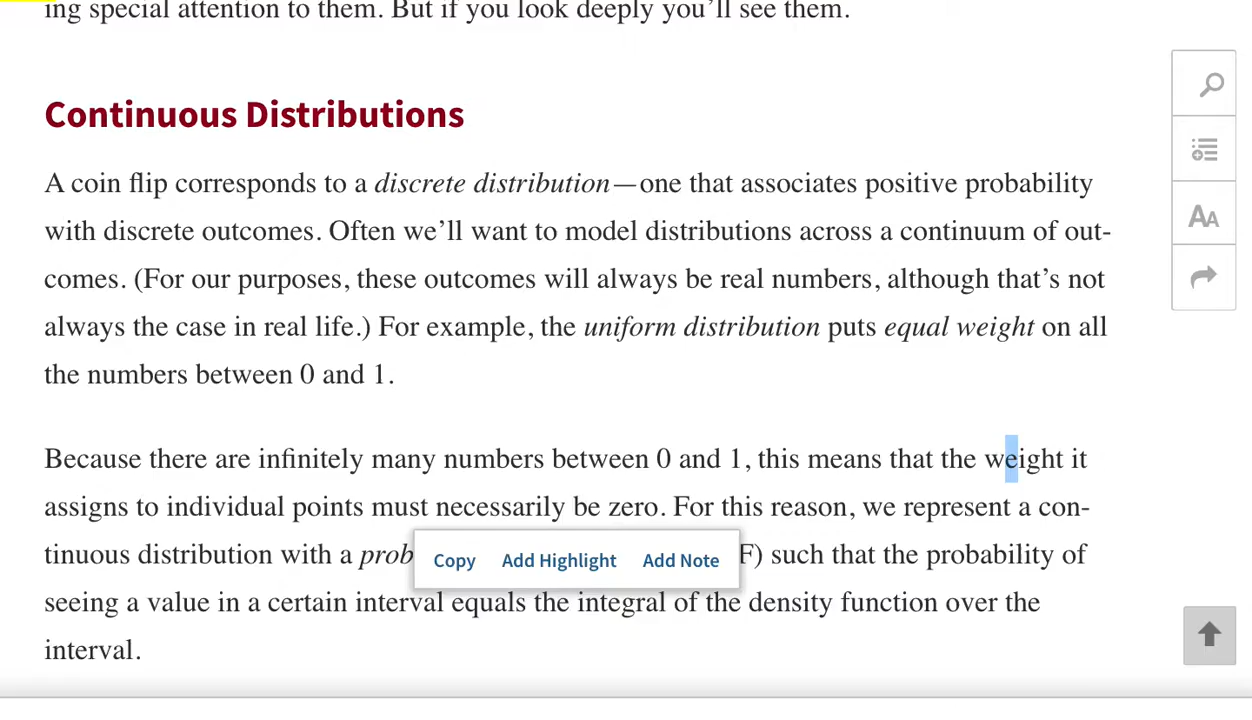 ing special attention to them. But if you look deeply you’ll see them.
Continuous Distributions
A coin flip corresponds to a discrete distribution—one that associates positive probability
with discrete outcomes. Often we’ll want to model distributions across a continuum of out-
comes. (For our purposes, these outcomes will always be real numbers, although that’s not
always the case in real life.) For example, the uniform distribution puts equal weight on all
the numbers between 0 and 1.
Because there are infinitely many numbers between 0 and 1, this means that the weight it
assigns to individual points must necessarily be zero. For this reason, we represent a con-
tinuous distribution with a prob F) such that the probability of
Copy Add Highlight Add Note
seeing a value in a certain interval equals the integral of the density function over the
interval.
AA